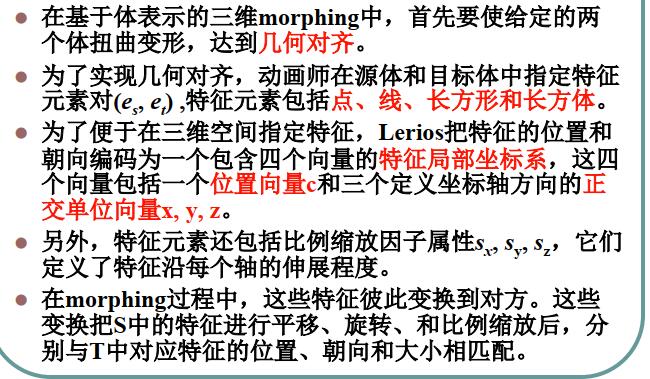 ● 在基于体表示的三维morphing中，首先要使给定的两
个体扭曲变形，达到几何对齐。
● 为了实现几何对齐，动画师在源体和目标体中指定特征
元素对(es, et) ,特征元素包括点、线、长方形和长方体。
● 为了便于在三维空间指定特征，Lerios把特征的位置和
朝向编码为一个包含四个向量的特征局部坐标系，这四
个向量包括一个位置向量c和三个定义坐标轴方向的正
交单位向量x, y, z。
● 另外，特征元素还包括比例缩放因子属性sx, sy, sz，它们
定义了特征沿每个轴的伸展程度。
● 在morphing过程中，这些特征彼此变换到对方。这些
变换把S中的特征进行平移、旋转、和比例缩放后，分
别与T中对应特征的位置、朝向和大小相匹配。